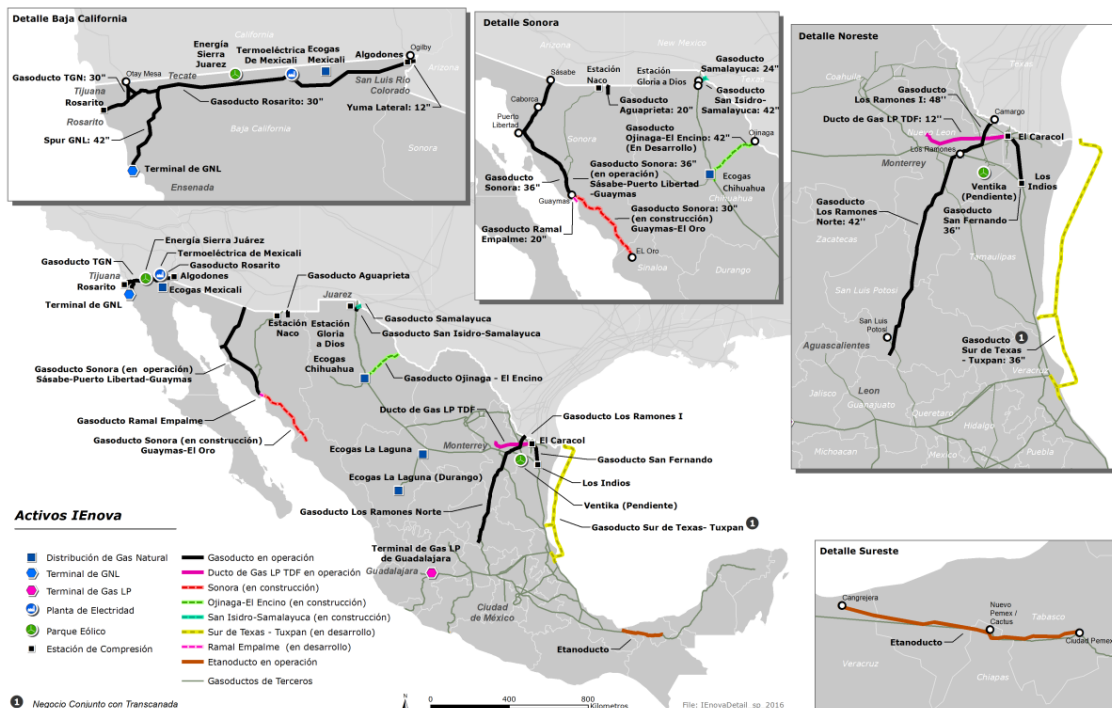 Detalle Baja California
California
Energía
Sierra
Juarez
Termoeléctrica
De Mexicali
Ecogas
Mexicali
Algodones
Ogilby
Arizona
Otay Mesa
Tecate
Gasoducto TGN: 30"
Tijuana
Rosarito
Rosarito
Gasoducto Rosarito: 30"
San Luis Río
Colorado
Yuma Lateral: 12"
Spur GNL: 42"
Baja California
Sonora
Terminal de GNL
Ensenada
Detalle Sonora
Arizona
New Mexico
Texas
Sásabe
Estación
Naco
Estación
Gloria a Dios
Gasoducto
Samalayuca: 24"
Gasoducto
San Isidro-
Samalayuca: 42"
Caborca
Gasoducto
Aguaprieta: 20"
Puerto
Libertad
Sonora
Gasoducto
Ojinaga-El Encino: 42"
(En Desarrollo)
Ojinaga
Gasoducto
Sonora: 36"
Gasoducto Sonora: 36"
(en operación)
Sásabe-Puerto Libertad
-Guaymas
Ecogas
Chihuahua
Chihuahua
Guaymas
Gasoducto Sonora: 30"
(en construcción)
Guaymas-El Oro
Gasoducto Ramal
Empalme: 20"
EL Oro
Sinaloa
Durango
Detalle Noreste
Texas
Coahuila
Gasoducto
Los Ramones I: 48''
Camargo
Ducto de Gas LP TDF: 12"
Nuevo Leon
El Caracol
Los Ramones
Monterrey
Ventika
(Pendiente)
Los
Indios
Gasoducto
Los Ramones
Norte: 42''
Gasoducto
San Fernando
36"
Zacatecas
Tamaulipas
San Luis Potosi
San Luis
Potosí
Aguascalientes
Gasoducto
Sur de Texas
- Tuxpan: 36"
1
Veracruz
Leon
Jalisco
Guanajuato
Queretaro
Hidalgo
Michoacan
Mexico
Puebla
Energía Sierra Juárez
Termoeléctrica de Mexicali
Gasoducto TGN
Gasoducto Rosarito
Tijuana
Algodones
Rosarito
Ecogas Mexicali
Terminal de GNL
Gasoducto Aguaprieta
Juarez
Gasoducto Samalayuca
Estación
Naco
Estación
Gloria
a Dios
Gasoducto San Isidro-Samalayuca
Ecogas
Chihuahua
Gasoducto Sonora (en operación)
Sásabe-Puerto Libertad-Guaymas
Gasoducto Ojinaga - El Encino
Gasoducto Ramal Empalme
Ducto de Gas LP TDF
Gasoducto Los Ramones I
Gasoducto Sonora (en construcción)
Guaymas-El Oro
Monterrey
El Caracol
Ecogas La Laguna
Gasoducto San Fernando
Los Indios
Ecogas La Laguna (Durango)
Ventika (Pendiente)
Gasoducto Los Ramones Norte
Gasoducto Sur de Texas- Tuxpan
1
Terminal de Gas LP
de Guadalajara
Guadalajara
Ciudad
de México
Etanoducto
Activos IEnova
Distribución de Gas Natural
Terminal de GNL
Terminal de Gas LP
Planta de Electridad
Parque Eólico
Estación de Compresión
Gasoducto en operación
Ducto de Gas LP TDF en operación
Sonora (en construcción)
Ojinaga-El Encino (en construcción)
San Isidro-Samalayuca (en construcción)
Sur de Texas - Tuxpan (en desarrollo)
Ramal Empalme (en desarrollo)
Etanoducto en operación
Gasoductos de Terceros
1 Negocio Conjunto con Transcanada
N
0 400 800
Kilometros
File: IEnovaDetail_sp_2016
Detalle Sureste
Cangrejera
Nuevo
Pemex /
Cactus
Tabasco
Etanoducto
Ciudad Pemex
Veracruz
Chiapas